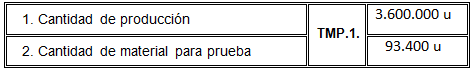 1. Cantidad de producción
TMP.1.
3.600.000 u
2. Cantidad de material para prueba
93.400 u